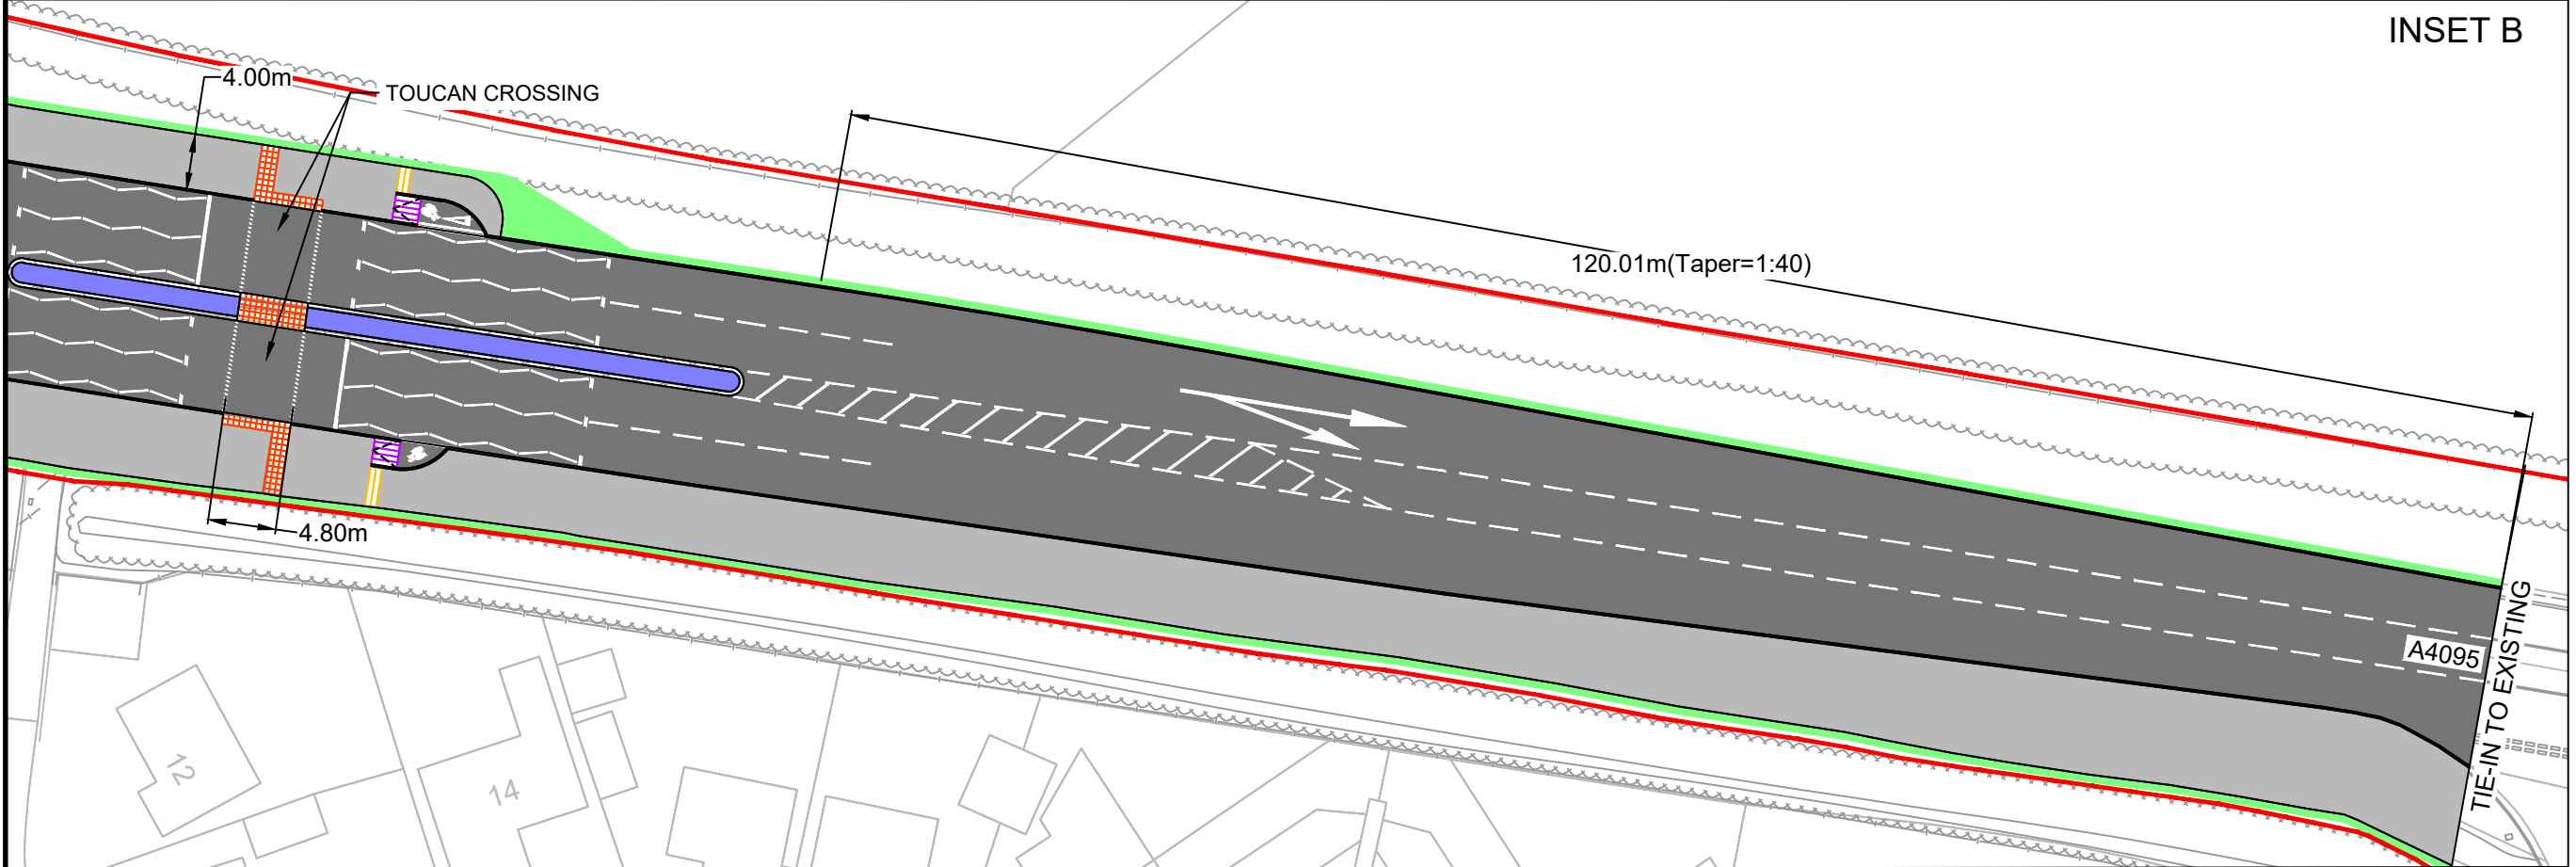 INSET B
4.00m
TOUCAN CROSSING
120.01m(Taper=1:40)
4.80m
A4095
TIE-IN TO EXISTING
12
14